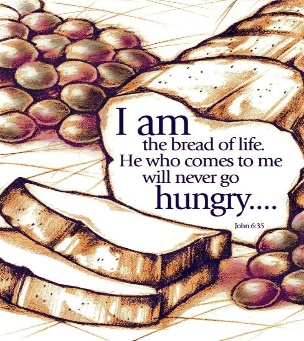 I am
the bread of life.
He who comes to me
will never go
hungry....
John 6:35